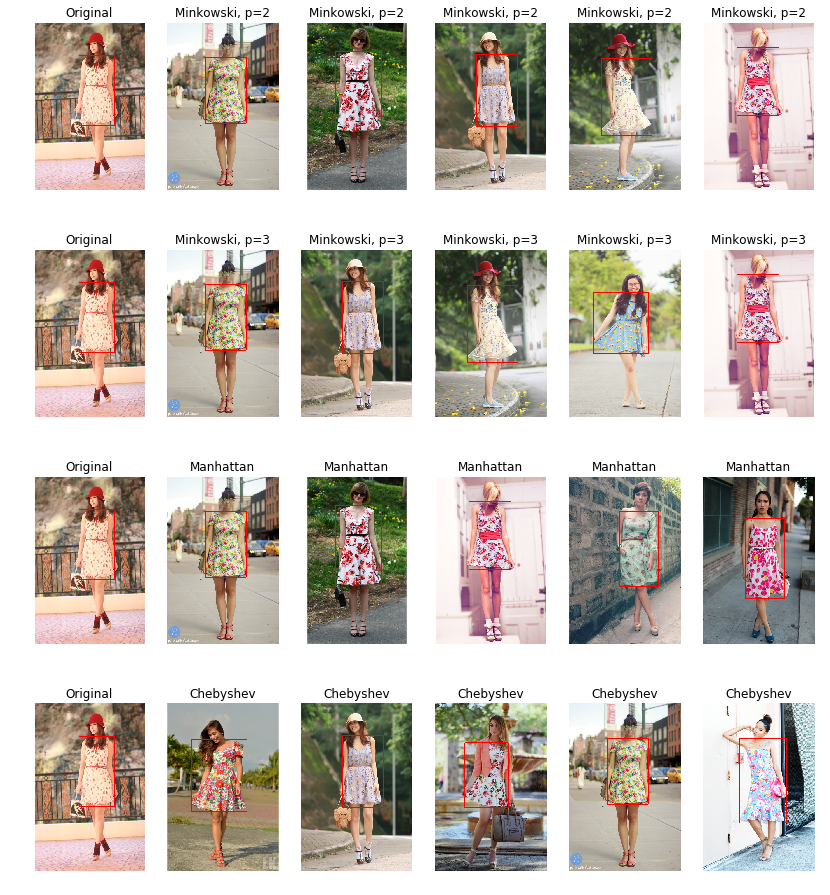 Original Minkowski, p=2 Minkowski, p=2 Minkowski, p=2 Minkowski, p=2 Minkowski, p=2
Original Minkowski, p=3 Minkowski, p=3 Minkowski, p=3 Minkowski, p=3 Minkowski, p=3
Original Manhattan Manhattan Manhattan Manhattan Manhattan
Original Chebyshev Chebyshev Chebyshev Chebyshev Chebyshev